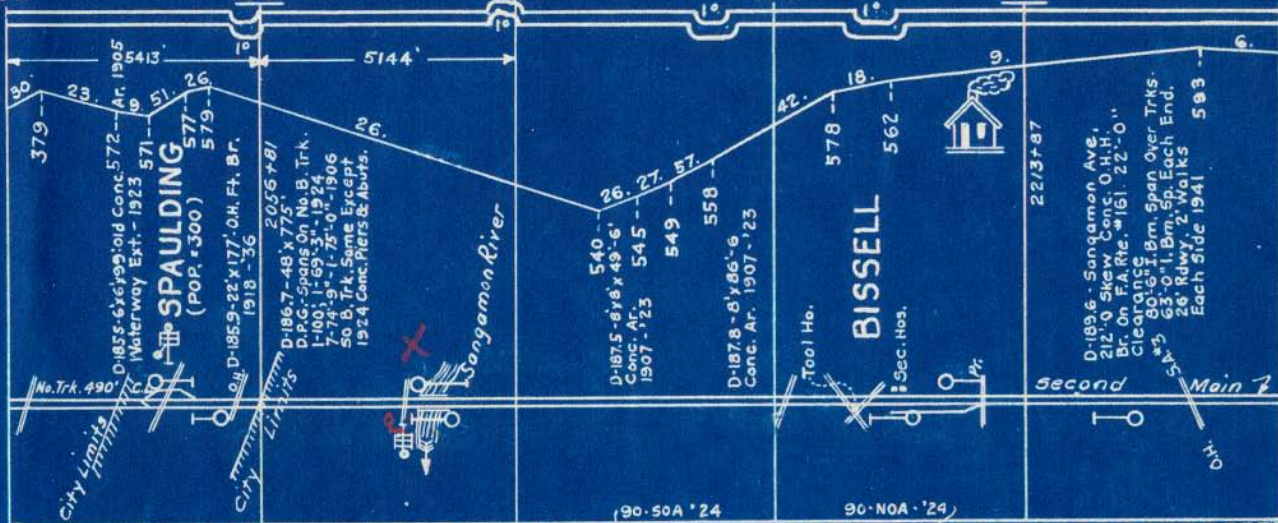 1°
1°
1°
1°
5413'
5144'
30.
23.
9.
51.
26.
26.
26.
27.
57.
42.
18.
9.
6.
379
572
571
577
579
540
545
549
558
578
562
593
D-185.5-6'x6'x99'old Conc. Ar. 1905
Waterway Ext.- 1923
SPAULDING
(POP. = 300)
D-185.9-22'x177' O.H. Ft. Br.
1918-'36
2056+81
D-186.7-48'x775'
D.P.G. Spans On No. B. Trk.
1-100', 1-69'-3"-1924
7-74'-9"-1-75'-0"-1906
So B. Trk. Same Except
1924 Conc. Piers & Abuts.
Sangamon River
D-187.5-8'x8'x49'-6"
Conc. Ar.
1907-'23
D-187.8-8'x86'-6
Conc. Ar. 1907-'23
Tool Ho.
BISSELL
Sec. Hos.
Pr.
2213+87
D-189.6-Sangamon Ave,
212'-0 Skew Conc. O.H.H.
Br. On F.A. Rte. #161. 22'-0"
Clearance
80'-6" I. Bm. Span Over Trks.
63'-0" I. Bm. Sp. Each End.
26' Rdwy, 2' Walks
Each Side 1941
SA#3
No. Trk. 490'
O.H.
City Limits
City Limits
X
Second Main
O.H.
90-SOA '24
90-NOA-'24